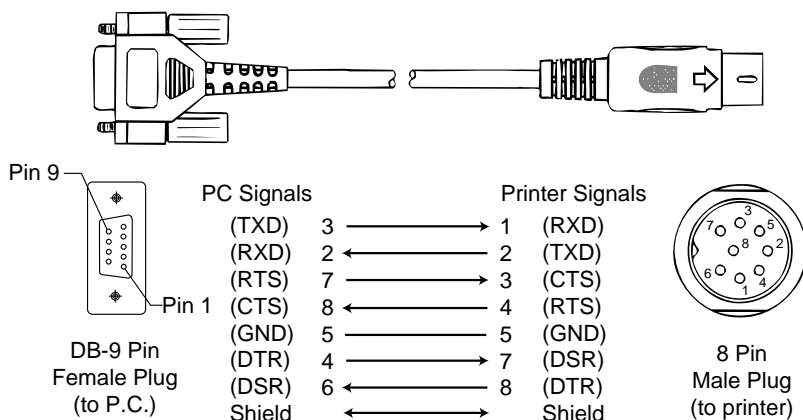 Pin 9
Pin 1
DB-9 Pin
Female Plug
(to P.C.)
PC Signals Printer Signals
(TXD) 3 1 (RXD)
(RXD) 2 2 (TXD)
(RTS) 7 3 (CTS)
(CTS) 8 4 (RTS)
(GND) 5 5 (GND)
(DTR) 4 7 (DSR)
(DSR) 6 8 (DTR)
Shield Shield
3
7 5
8 2
6 4
1
8 Pin
Male Plug
(to printer)